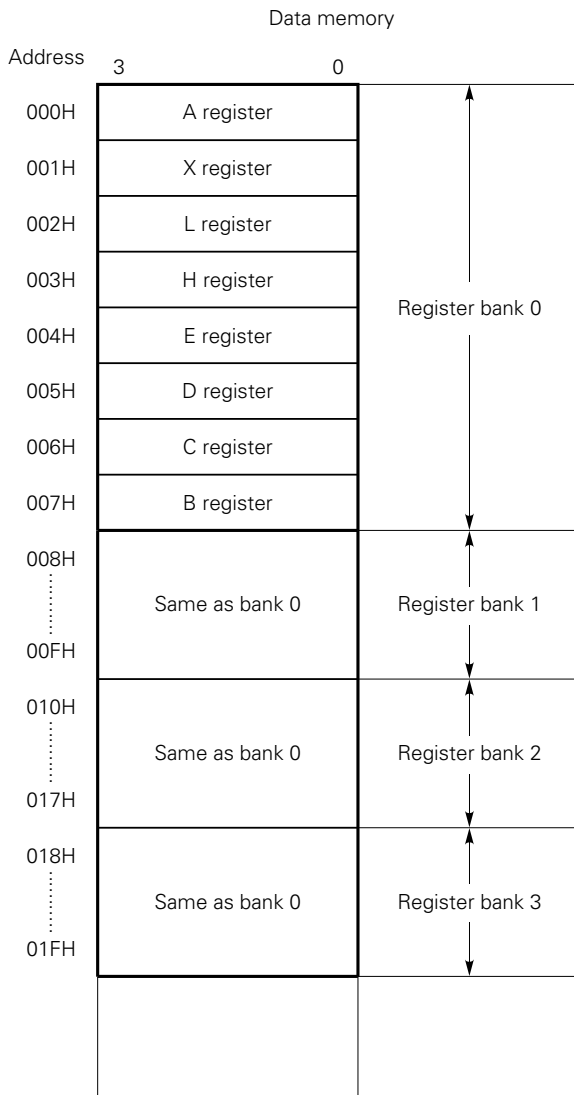 Data memory
Address
3 0
000H A register
001H X register
002H L register
003H H register
Register bank 0
004H E register
005H D register
006H C register
007H B register
008H
Same as bank 0 Register bank 1
00FH
010H
Same as bank 0 Register bank 2
017H
018H
Same as bank 0 Register bank 3
01FH